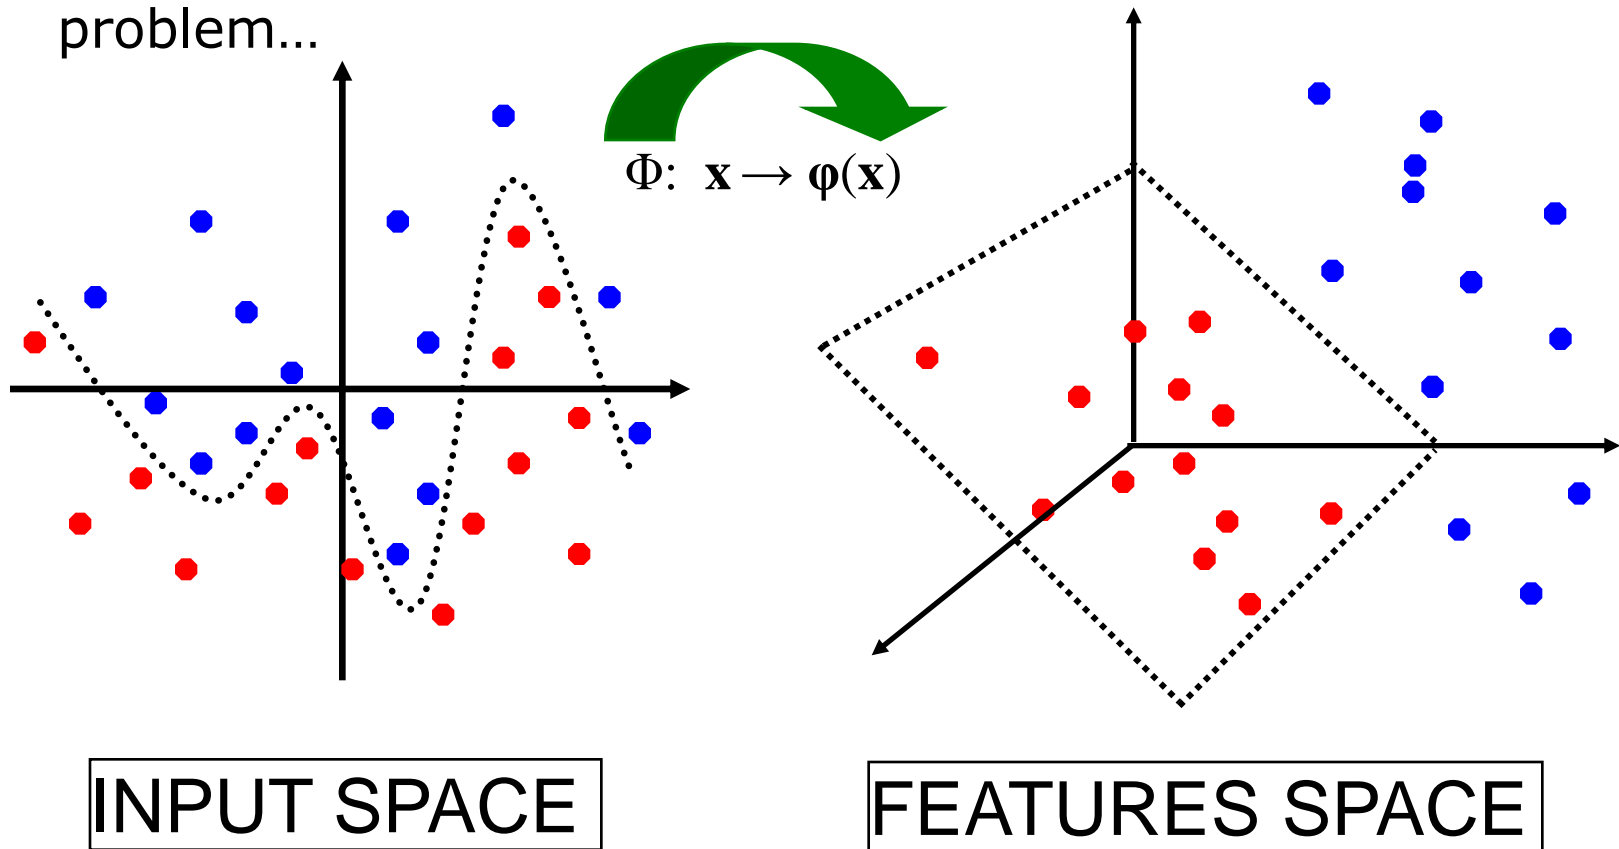 problem...
Φ: x → φ(x)
INPUT SPACE
FEATURES SPACE